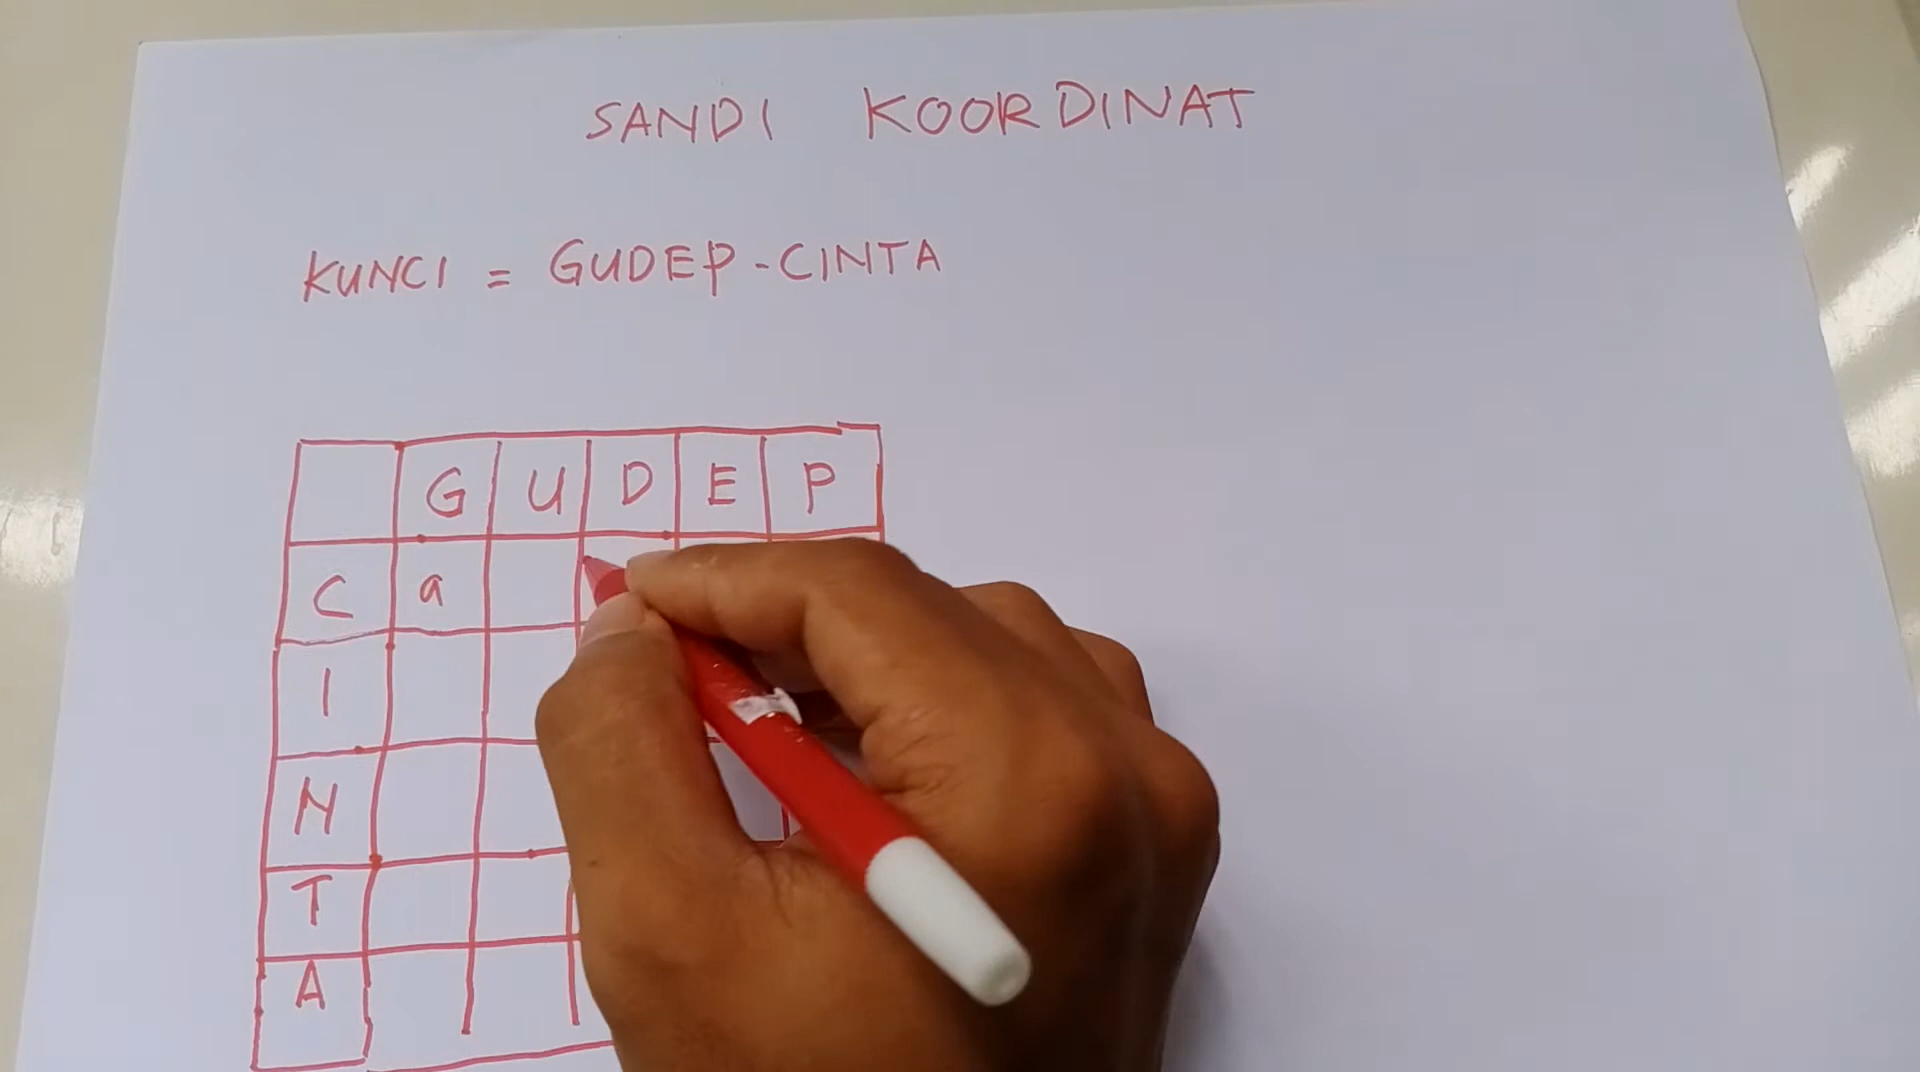 SANDI KOORDINAT
KUNCI = GUDEP - CINTA
G U D E P
C a
I
N
T
A